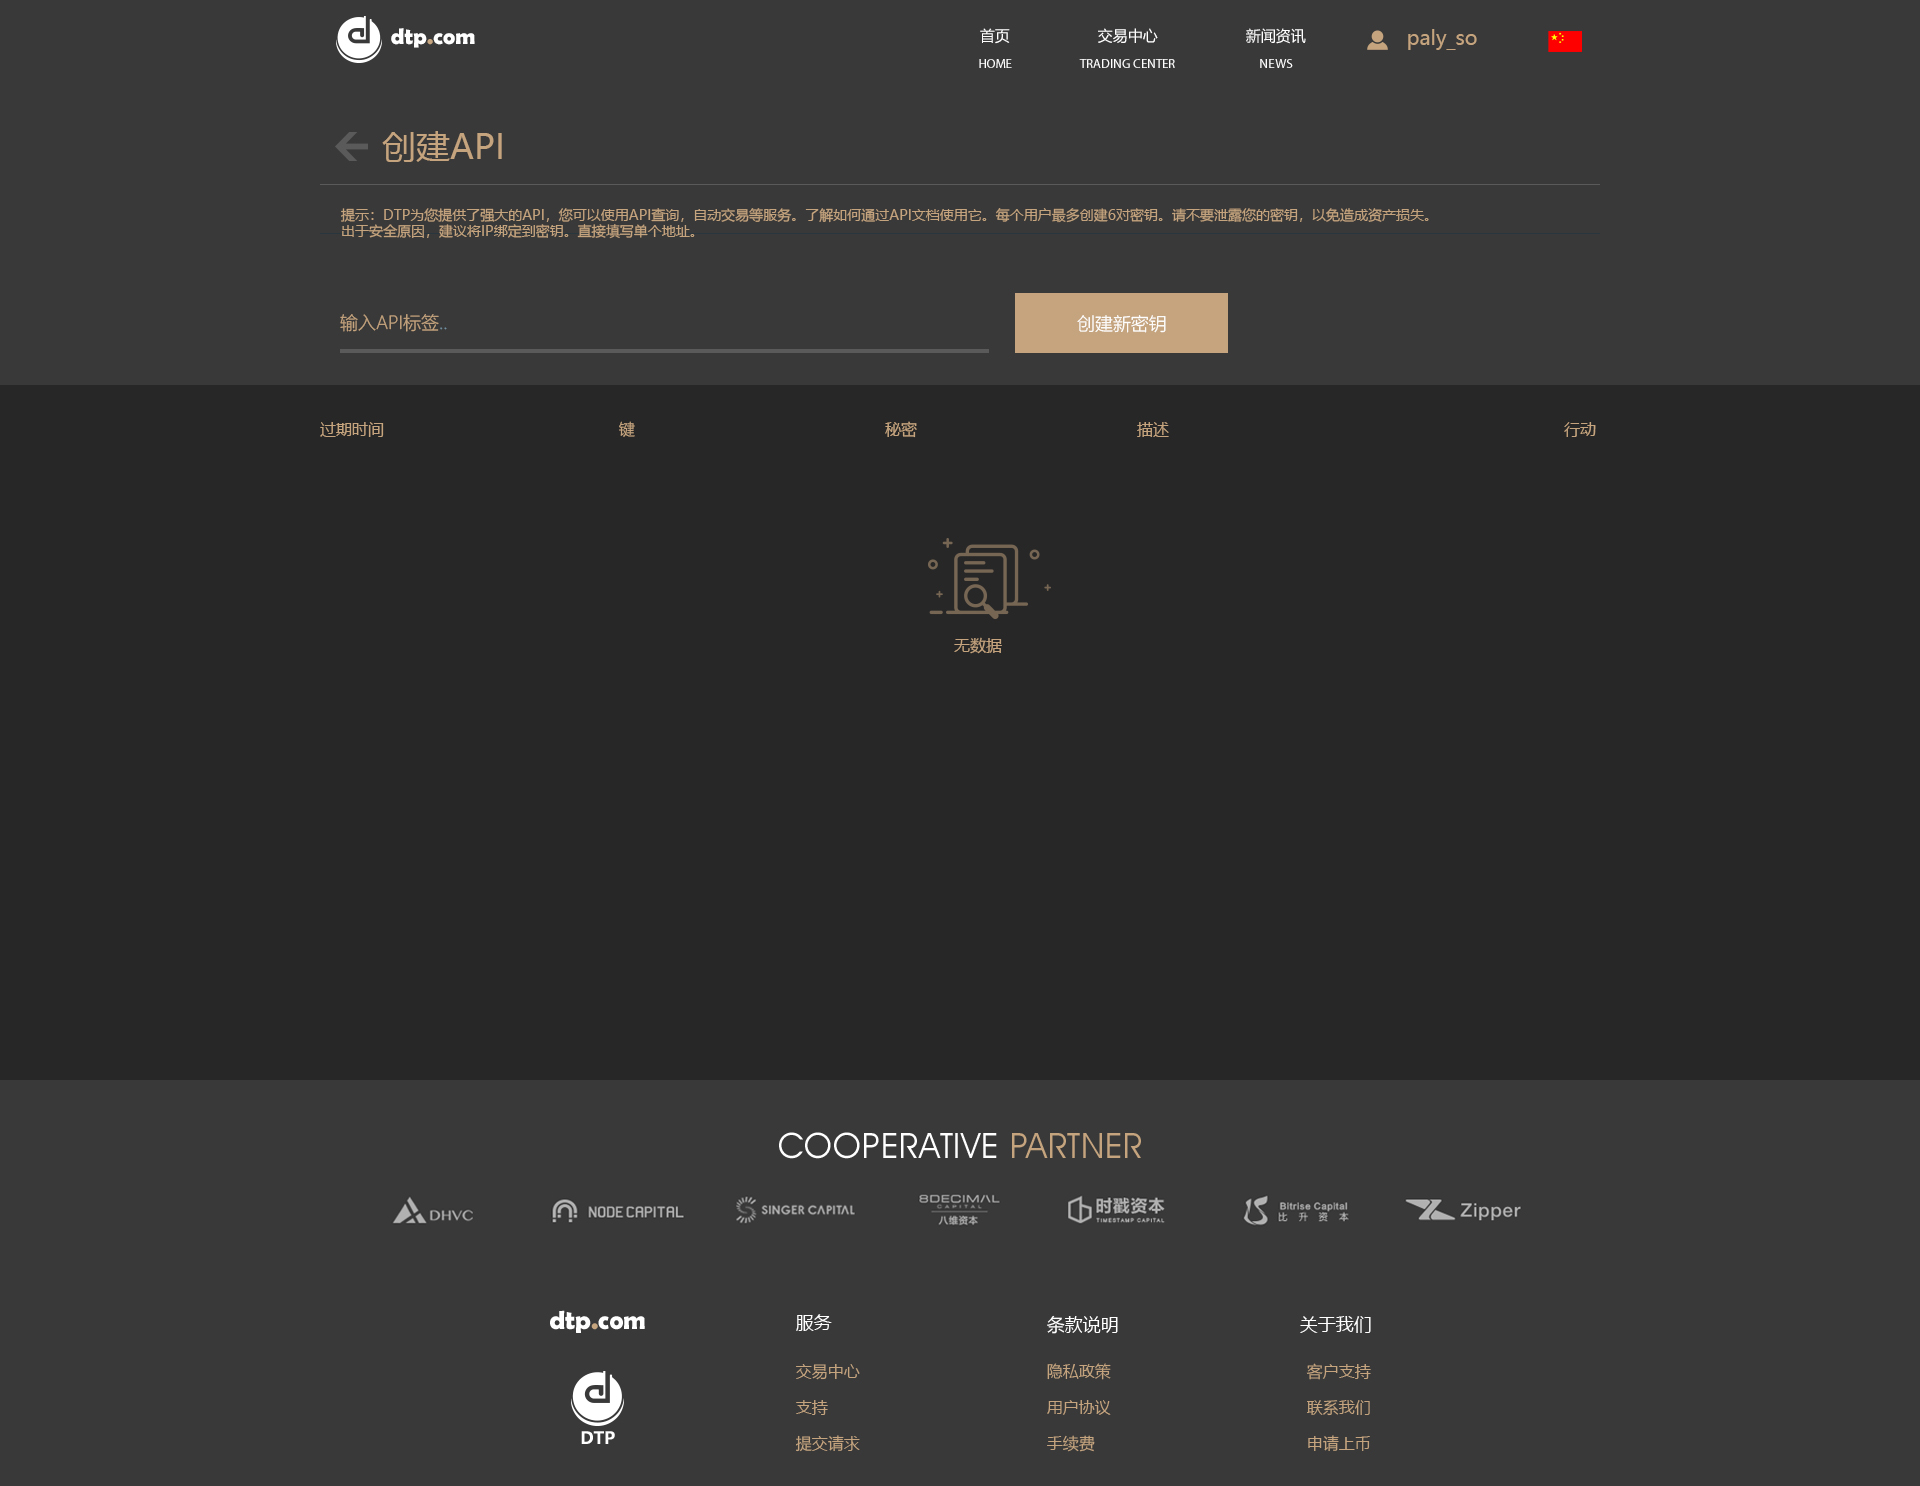 dtp.com
首页
交易中心
新闻资讯
paly_so
HOME
TRADING CENTER
NEWS
创建API
提示：DTP为您提供了强大的API，您可以使用API查询，自动交易等服务。了解如何通过API文档使用它。每个用户最多创建6对密钥。请不要泄露您的密钥，以免造成资产损失。
出于安全原因，建议将IP绑定到密钥。直接填写单个地址。
输入API标签..
创建新密钥
过期时间
键
秘密
描述
行动
无数据
COOPERATIVE PARTNER
DHVC
NODE CAPITAL
SINGER CAPITAL
8DECIMAL
CAPITAL
八维资本
时戳资本
TIMESTAMP CAPITAL
Bitrise Capital
比升资本
Zipper
dtp.com
服务
条款说明
关于我们
交易中心
隐私政策
客户支持
支持
用户协议
联系我们
DTP
提交请求
手续费
申请上币